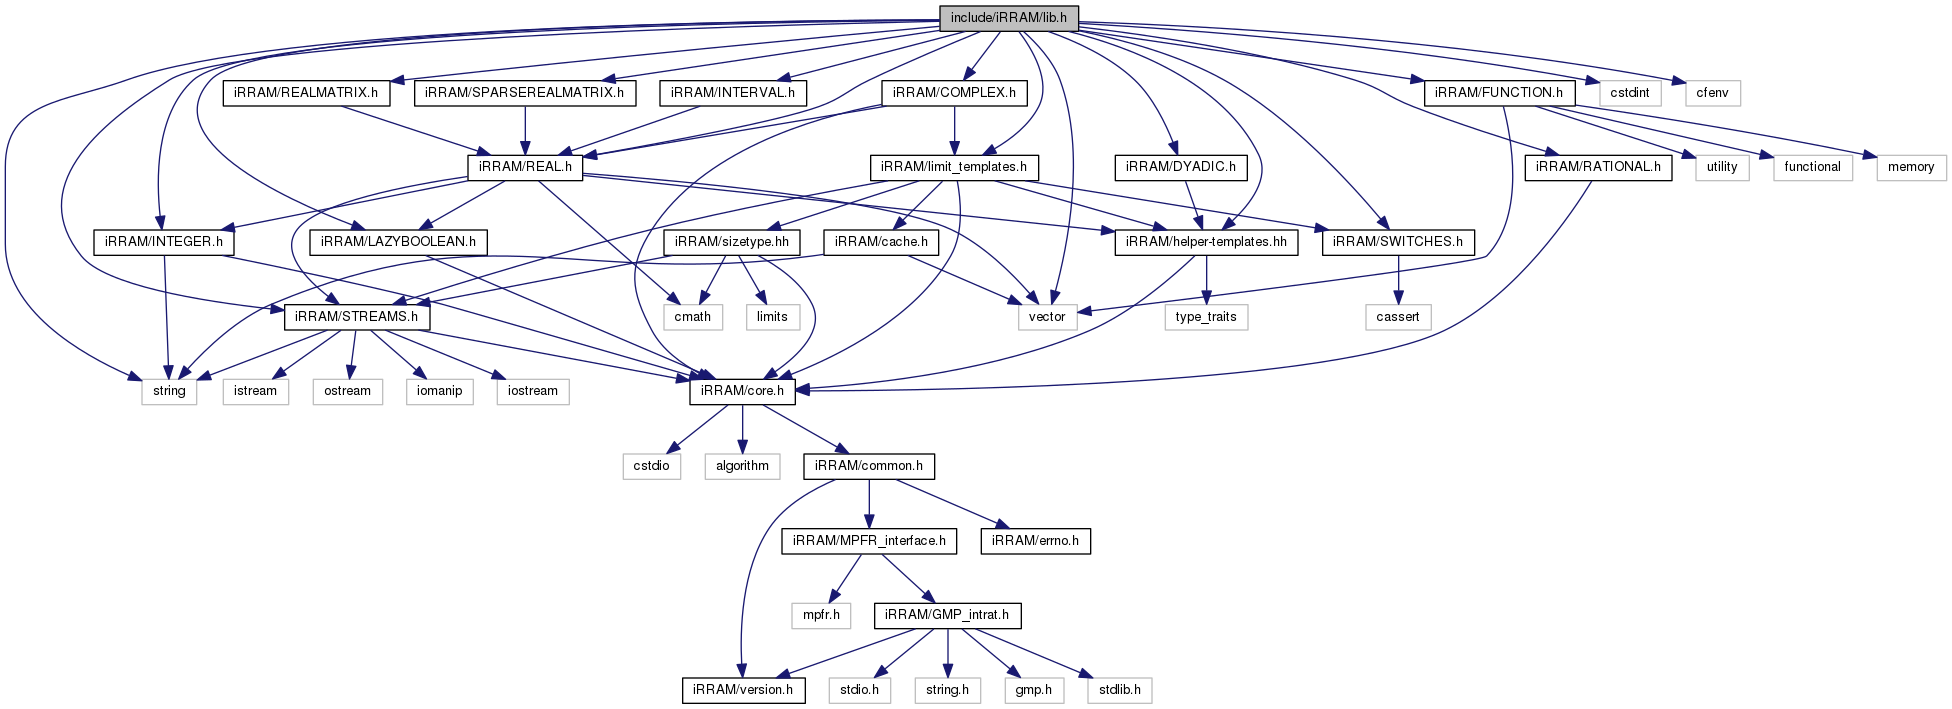 include/iRRAM/lib.h
iRRAM/REALMATRIX.h
iRRAM/SPARSEREALMATRIX.h
iRRAM/INTERVAL.h
iRRAM/COMPLEX.h
iRRAM/FUNCTION.h
cstdint
cfenv
iRRAM/REAL.h
iRRAM/limit_templates.h
iRRAM/DYADIC.h
iRRAM/RATIONAL.h
utility
functional
memory
iRRAM/INTEGER.h
iRRAM/LAZYBOOLEAN.h
iRRAM/sizetype.hh
iRRAM/cache.h
iRRAM/helper-templates.hh
iRRAM/SWITCHES.h
iRRAM/STREAMS.h
cmath
limits
vector
type_traits
cassert
string
istream
ostream
iomanip
iostream
iRRAM/core.h
cstdio
algorithm
iRRAM/common.h
iRRAM/MPFR_interface.h
iRRAM/errno.h
mpfr.h
iRRAM/GMP_intrat.h
iRRAM/version.h
stdio.h
string.h
gmp.h
stdlib.h